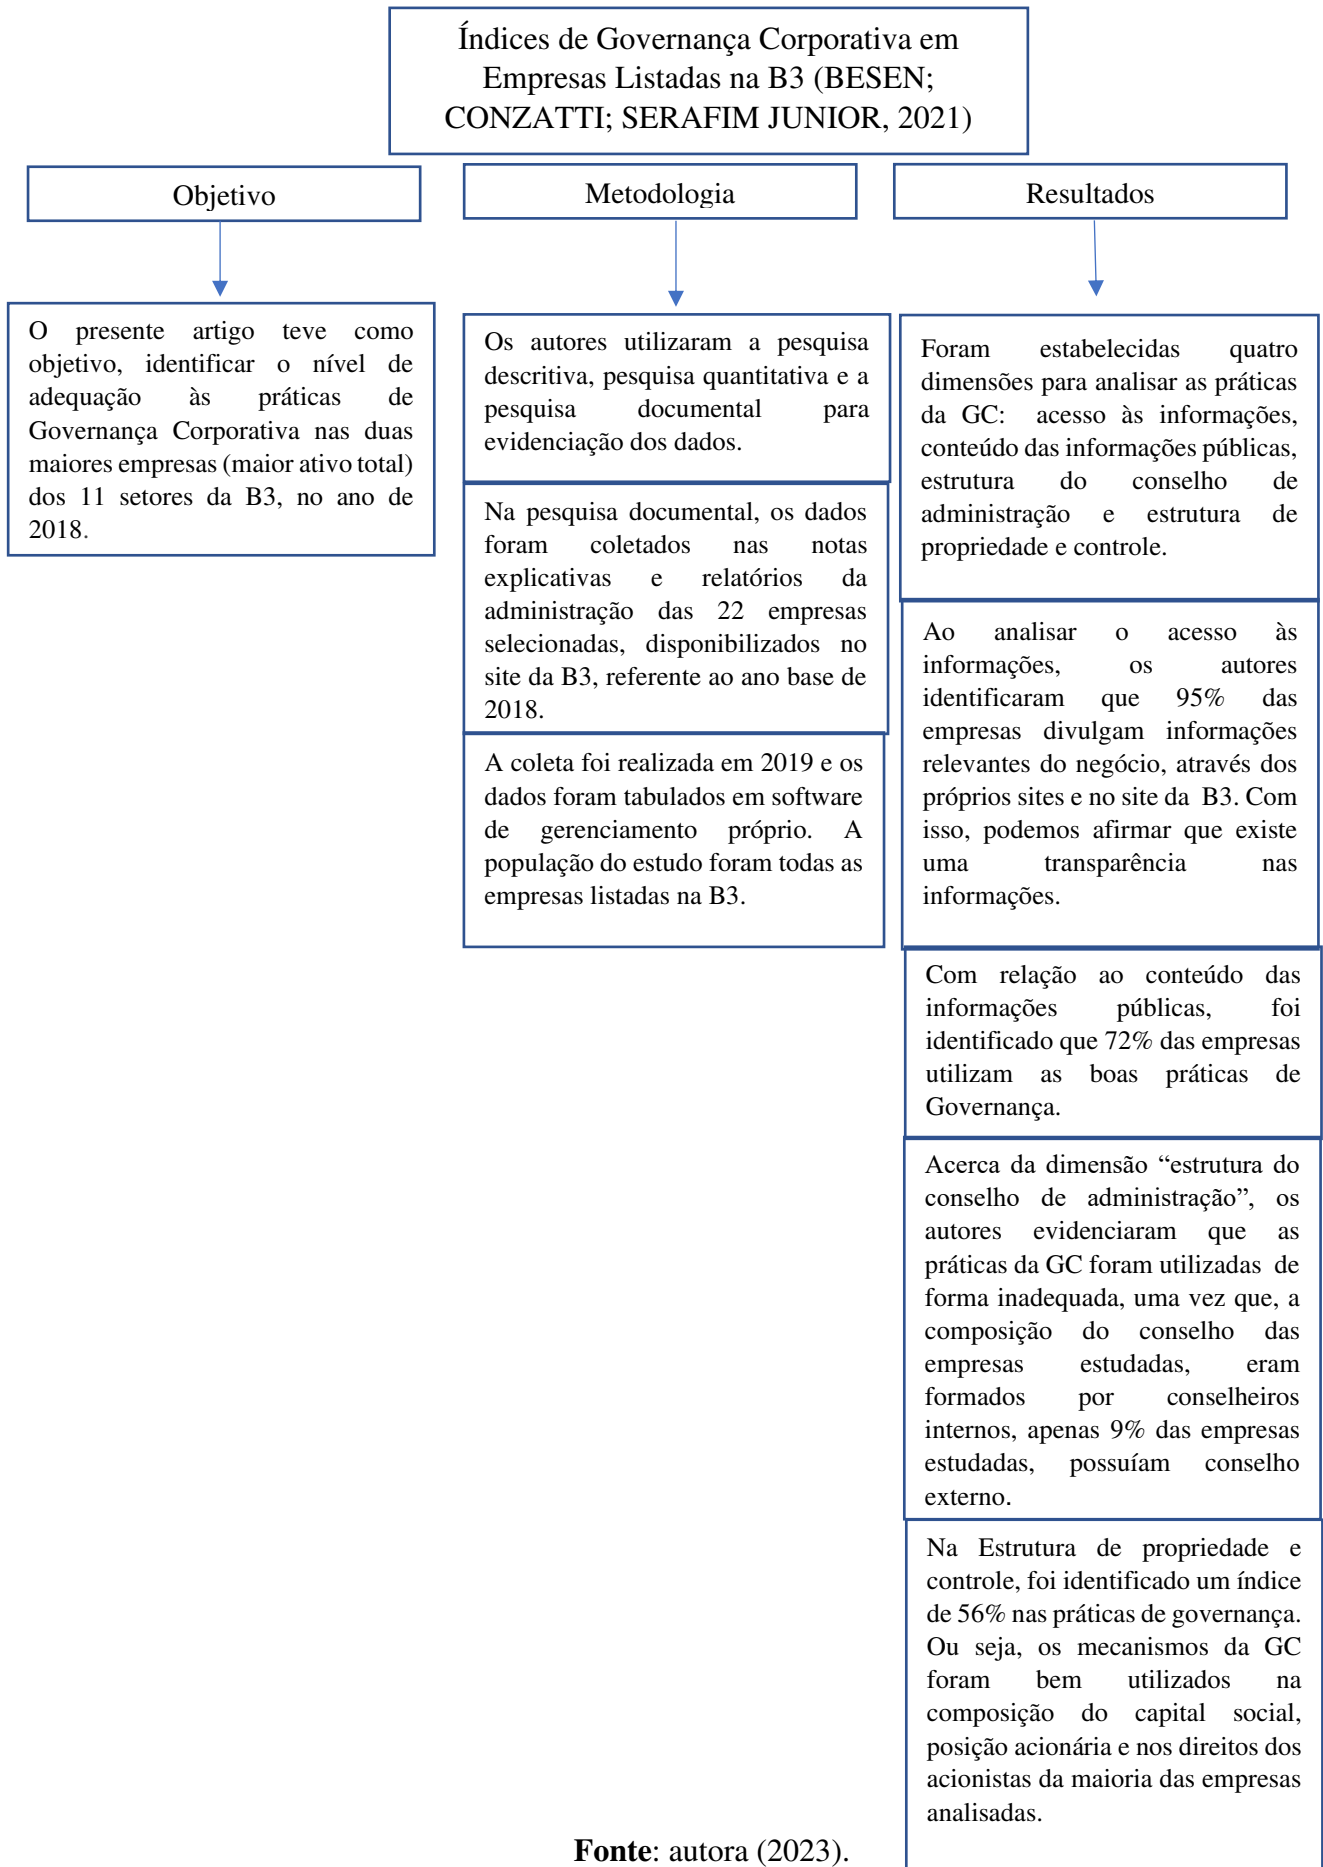 Índices de Governança Corporativa em
Empresas Listadas na B3 (BESEN;
CONZATTI; SERAFIM JUNIOR, 2021)
Objetivo
O presente artigo teve como
objetivo, identificar o nível de
adequação às práticas de
Governança Corporativa nas duas
maiores empresas (maior ativo total)
dos 11 setores da B3, no ano de
2018.
Metodologia
Os autores utilizaram a pesquisa
descritiva, pesquisa quantitativa e a
pesquisa documental para
evidenciação dos dados.
Na pesquisa documental, os dados
foram coletados nas notas
explicativas e relatórios da
administração das 22 empresas
selecionadas, disponibilizados no
site da B3, referente ao ano base de
2018.
A coleta foi realizada em 2019 e os
dados foram tabulados em software
de gerenciamento próprio. A
população do estudo foram todas as
empresas listadas na B3.
Resultados
Foram estabelecidas quatro
dimensões para analisar as práticas
da GC: acesso às informações,
conteúdo das informações públicas,
estrutura do conselho de
administração e estrutura de
propriedade e controle.
Ao analisar o acesso às
informações, os autores
identificaram que 95% das
empresas divulgam informações
relevantes do negócio, através dos
próprios sites e no site da B3. Com
isso, podemos afirmar que existe
uma transparência nas
informações.
Com relação ao conteúdo das
informações públicas, foi
identificado que 72% das empresas
utilizam as boas práticas de
Governança.
Acerca da dimensão “estrutura do
conselho de administração”, os
autores evidenciaram que as
práticas da GC foram utilizadas de
forma inadequada, uma vez que, a
composição do conselho das
empresas estudadas, eram
formados por conselheiros
internos, apenas 9% das empresas
estudadas, possuíam conselho
externo.
Na Estrutura de propriedade e
controle, foi identificado um índice
de 56% nas práticas de governança.
Ou seja, os mecanismos da GC
foram bem utilizados na
composição do capital social,
posição acionária e nos direitos dos
acionistas da maioria das empresas
analisadas.
Fonte: autora (2023).